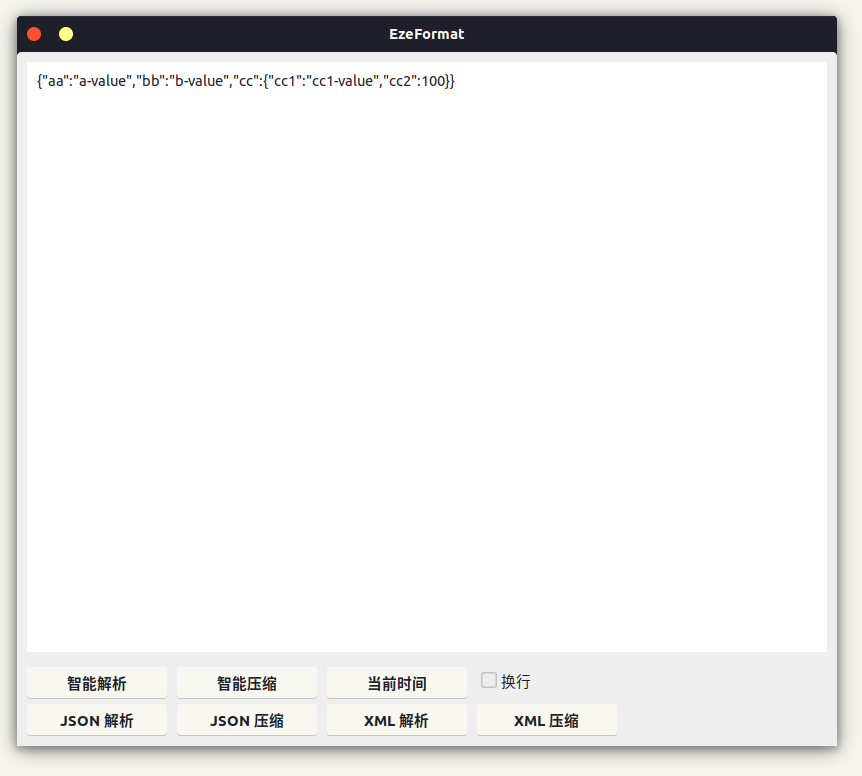 EzeFormat
{"aa":"a-value","bb":"b-value","cc":{"cc1":"cc1-value","cc2":100}}
智能解析 智能压缩 当前时间 换行
JSON 解析 JSON 压缩 XML 解析 XML 压缩